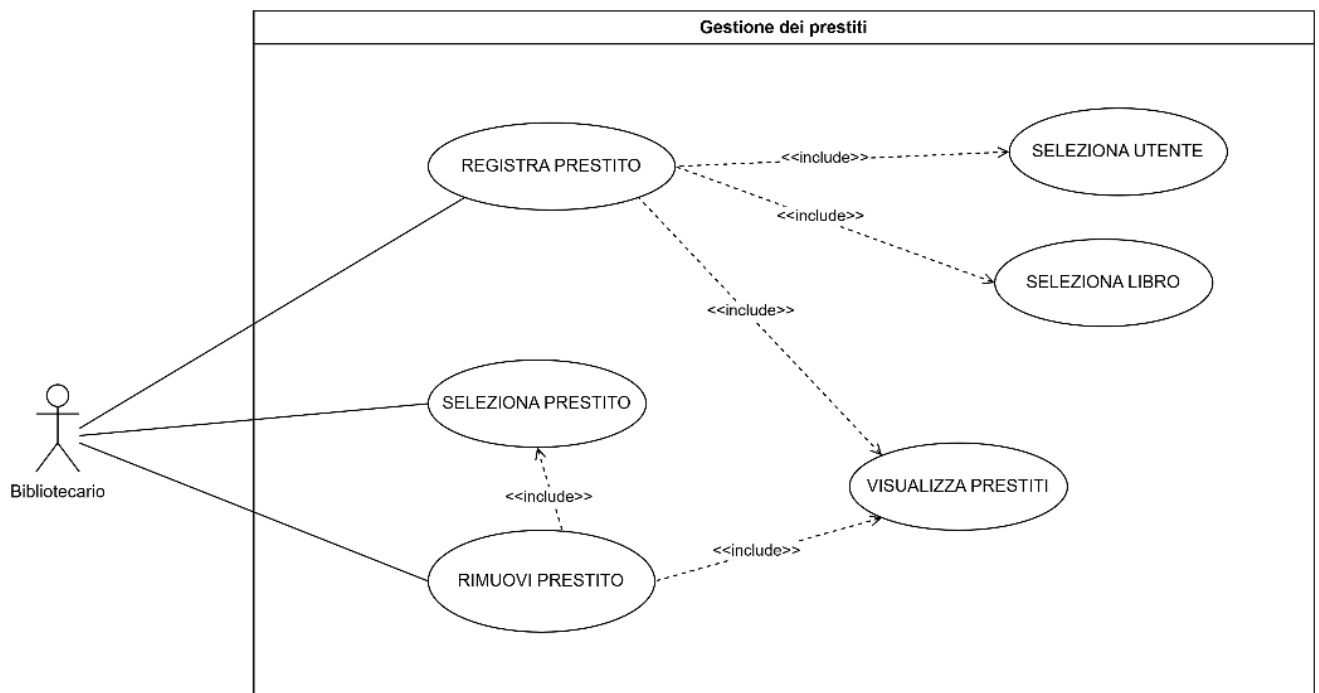 Gestione dei prestiti
REGISTRA PRESTITO
<<include>>
SELEZIONA UTENTE
<<include>>
SELEZIONA LIBRO
<<include>>
SELEZIONA PRESTITO
Bibliotecario
<<include>>
VISUALIZZA PRESTITI
<<include>>
RIMUOVI PRESTITO